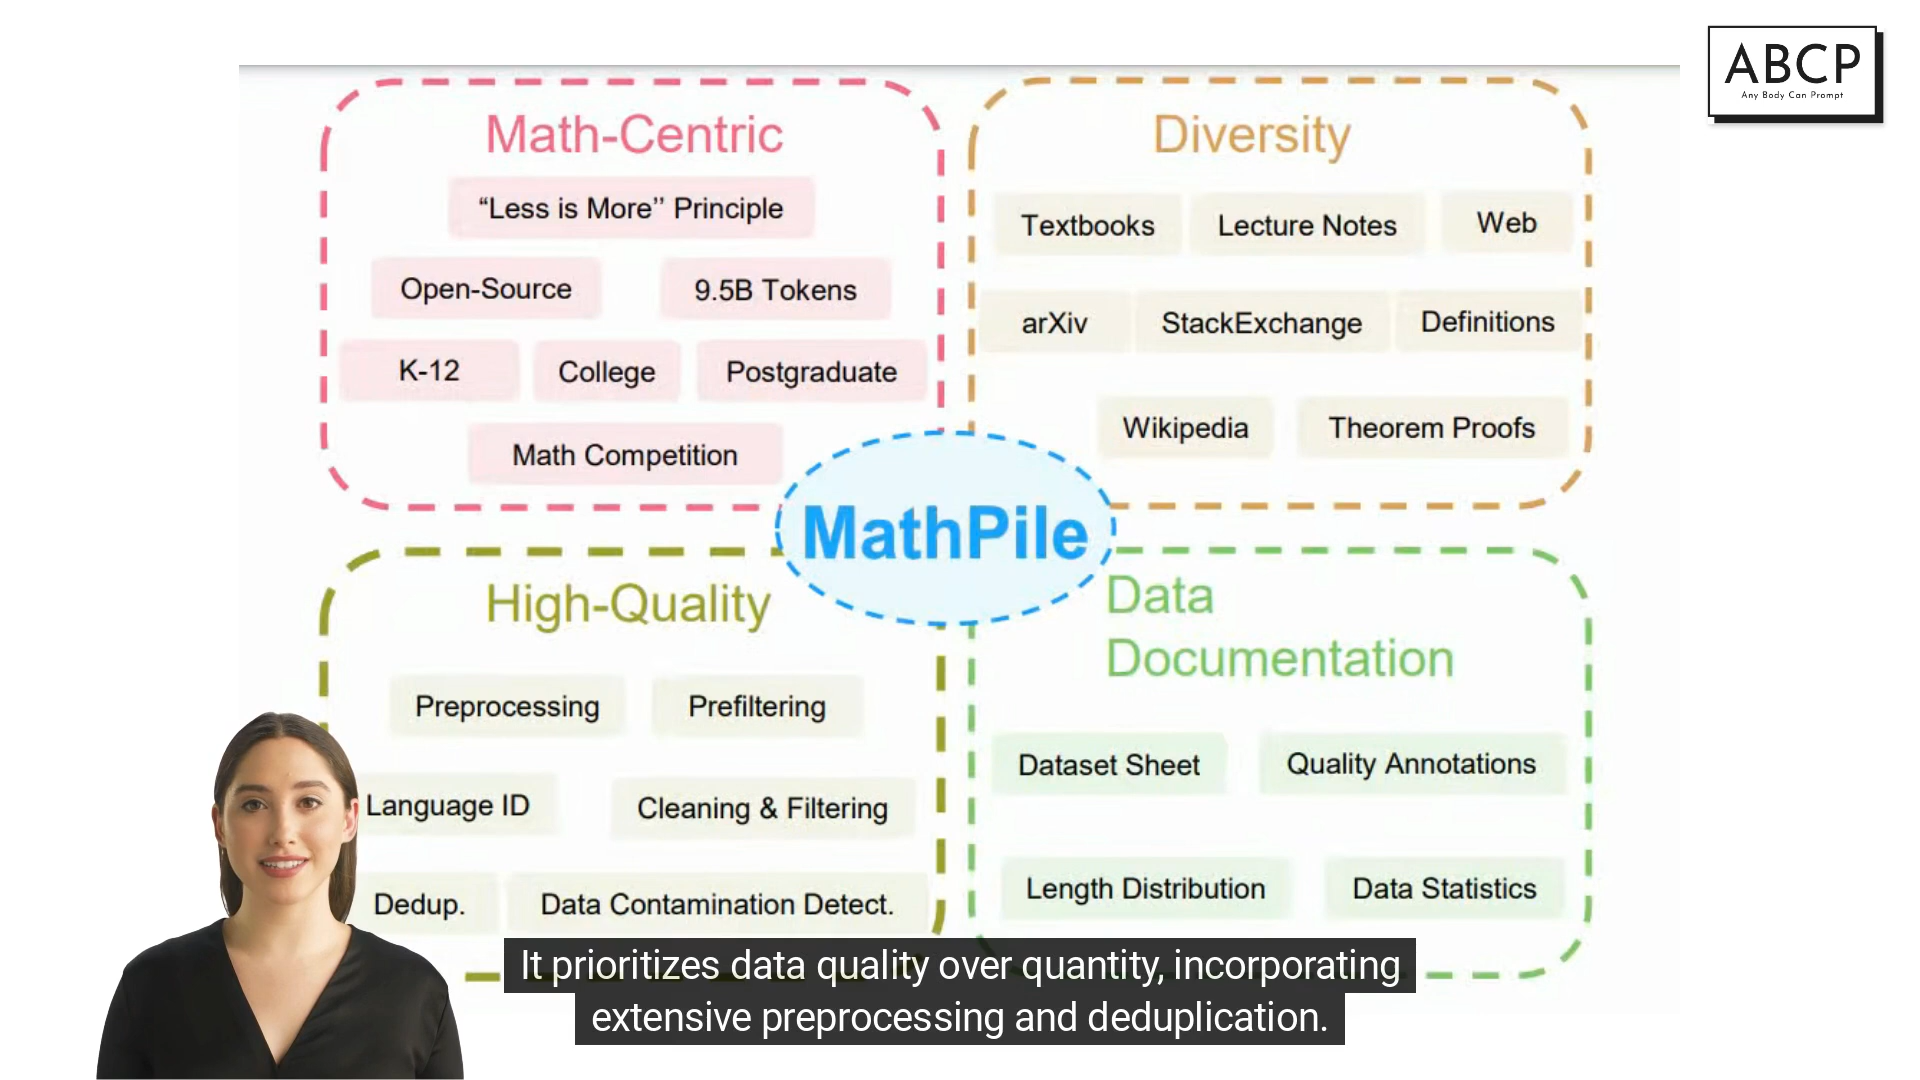 ABCP
Any Body Can Prompt
Math-Centric
“Less is More’’ Principle
Open-Source
9.5B Tokens
K-12
College
Postgraduate
Math Competition
Diversity
Textbooks
Lecture Notes
Web
arXiv
StackExchange
Definitions
Wikipedia
Theorem Proofs
MathPile
High-Quality
Preprocessing
Prefiltering
Language ID
Cleaning & Filtering
Dedup.
Data Contamination Detect.
Data
Documentation
Dataset Sheet
Quality Annotations
Length Distribution
Data Statistics
It prioritizes data quality over quantity, incorporating
extensive preprocessing and deduplication.